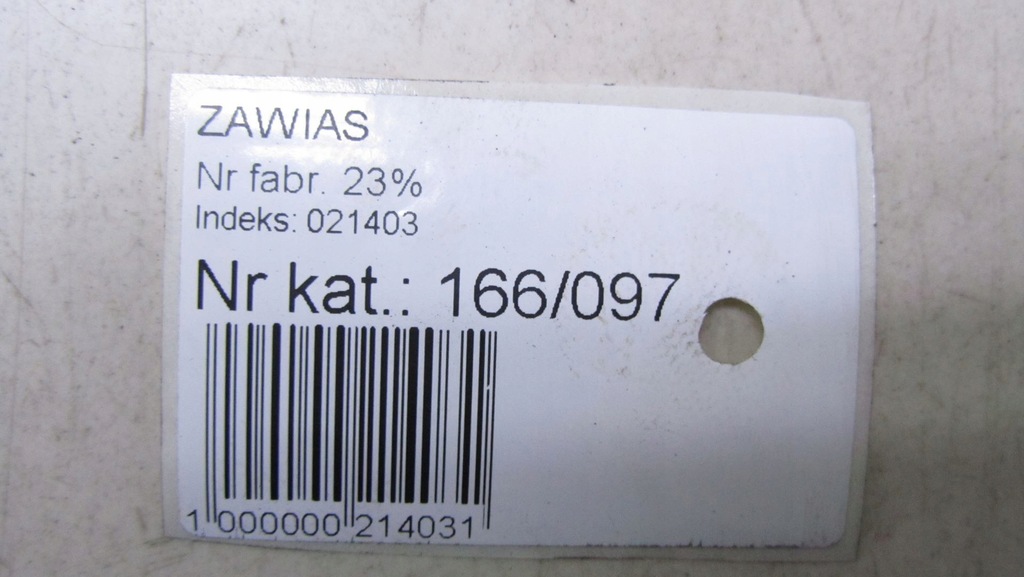 ZAWIAS
Nr fabr. 23%
Indeks: 021403
Nr kat.: 166/097
1 000000 214031